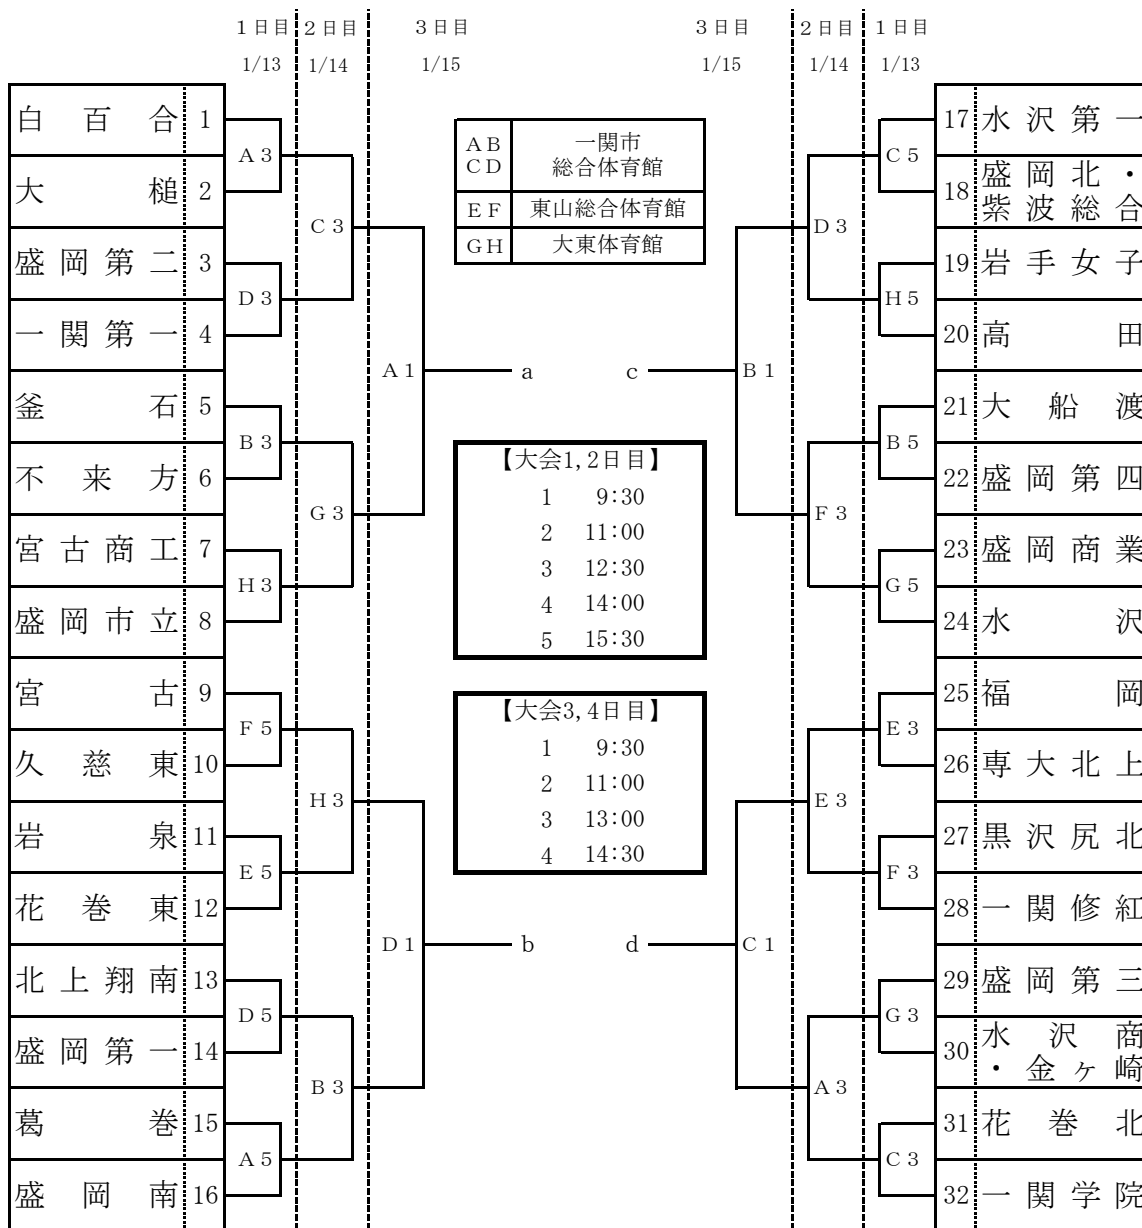 1日目 2日目 3日目 3日目 2日目 1日目
1/13 1/14 1/15 1/15 1/14 1/13
白百合 1
A3
大槌 2
C3
盛岡第二 3
D3
一関第一 4
A1
a
釜石 5
B3
不来方 6
G3
宮古商工 7
H3
盛岡市立 8
宮古 9
F5
久慈東 10
H3
岩泉 11
E5
花巻東 12
D1
b
北上翔南 13
D5
盛岡第一 14
B3
葛巻 15
A5
盛岡南 16
AB
CD
一関市
総合体育館
EF 東山総合体育館
GH 大東体育館
【大会1,2日目】
1 9:30
2 11:00
3 12:30
4 14:00
5 15:30
【大会3,4日目】
1 9:30
2 11:00
3 13:00
4 14:30
17 水沢第一
C5
18 盛岡北・
紫波総合
D3
19 岩手女子
H5
20 高田
c
B1
21 大船渡
B5
22 盛岡第四
F3
23 盛岡商業
G5
24 水沢
25 福岡
E3
26 専大北上
E3
27 黒沢尻北
F3
28 一関修紅
d
C1
29 盛岡第三
G3
30 水沢商
・金ヶ崎
A3
31 花巻北
C3
32 一関学院